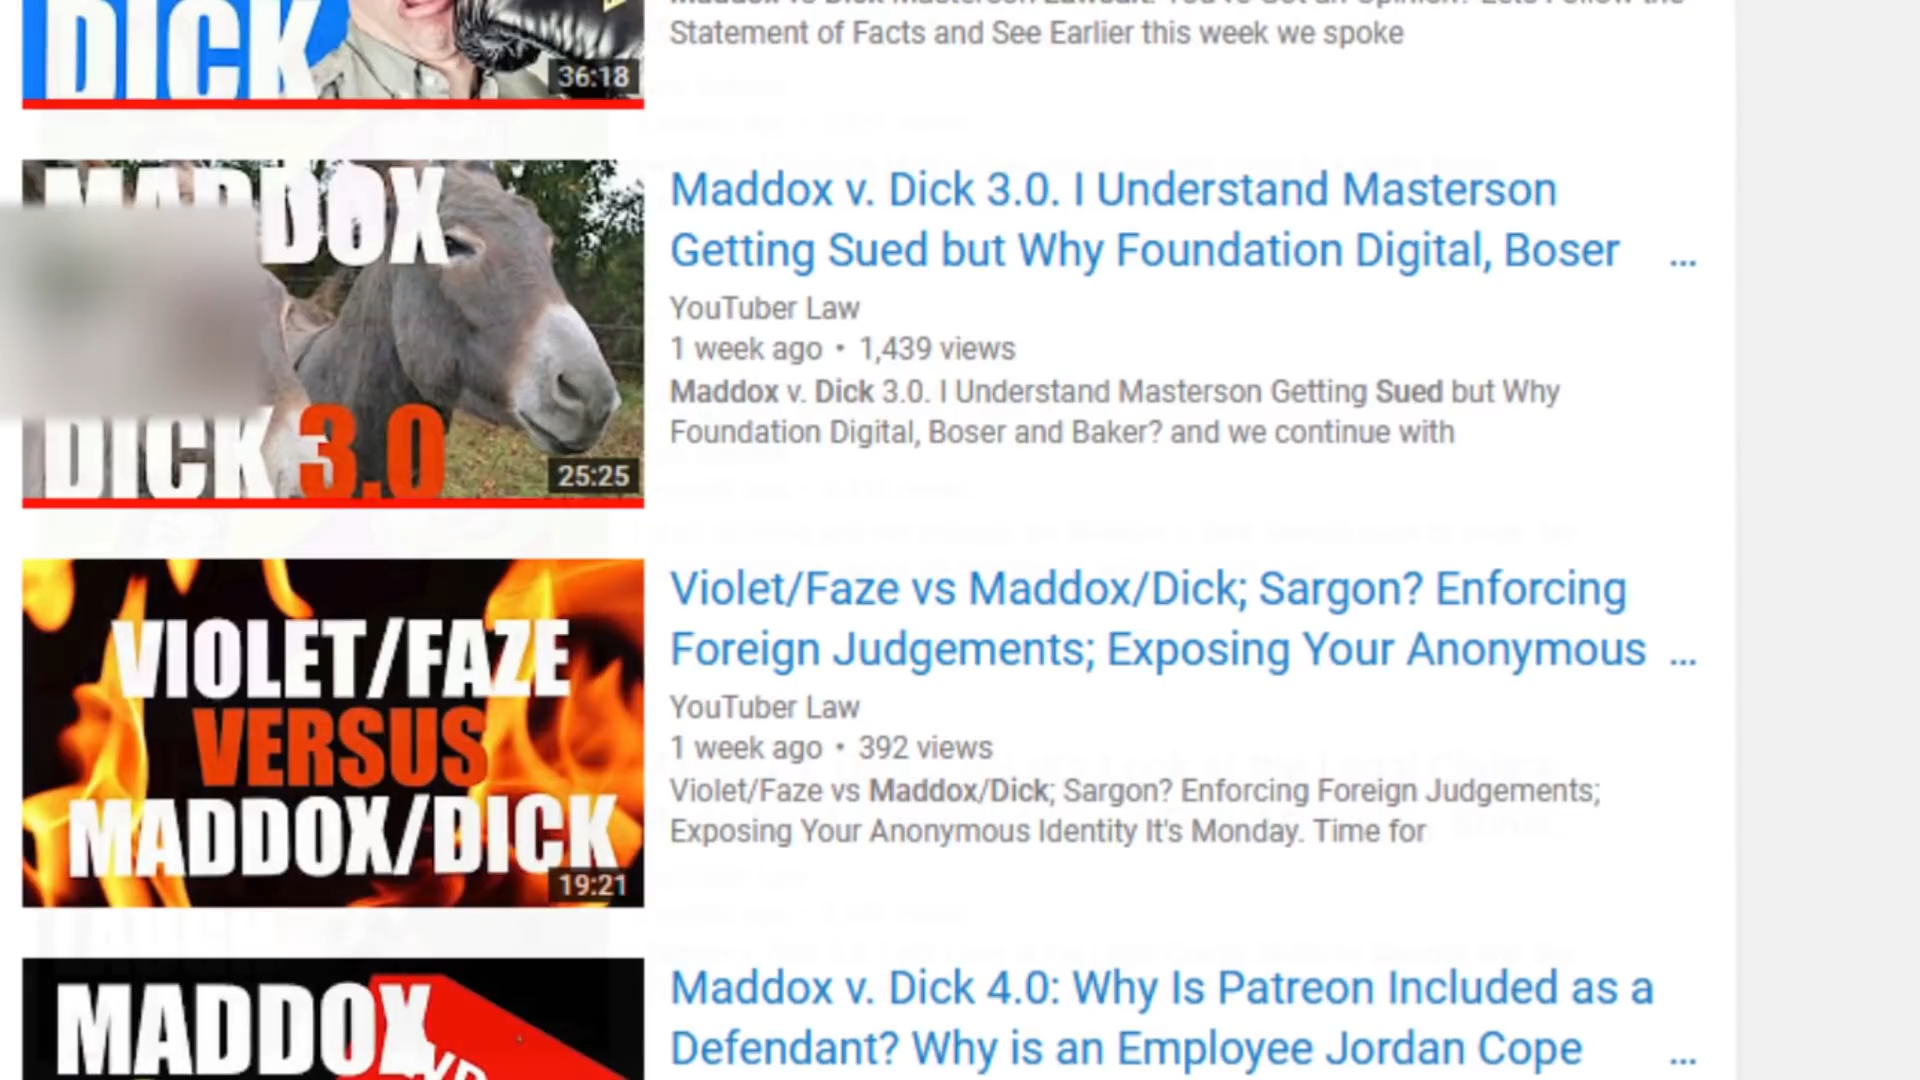 DICK
36:18
Statement of Facts and See Earlier this week we spoke
MADDOX
DICK 3.0
25:25
Maddox v. Dick 3.0. I Understand Masterson
Getting Sued but Why Foundation Digital, Boser ...
YouTuber Law
1 week ago • 1,439 views
Maddox v. Dick 3.0. I Understand Masterson Getting Sued but Why
Foundation Digital, Boser and Baker? and we continue with
VIOLET/FAZE
VERSUS
MADDOX/DICK
19:21
Violet/Faze vs Maddox/Dick; Sargon? Enforcing
Foreign Judgements; Exposing Your Anonymous ...
YouTuber Law
1 week ago • 392 views
Violet/Faze vs Maddox/Dick; Sargon? Enforcing Foreign Judgements;
Exposing Your Anonymous Identity It's Monday. Time for
MADDOX
Maddox v. Dick 4.0: Why Is Patreon Included as a
Defendant? Why is an Employee Jordan Cope ...